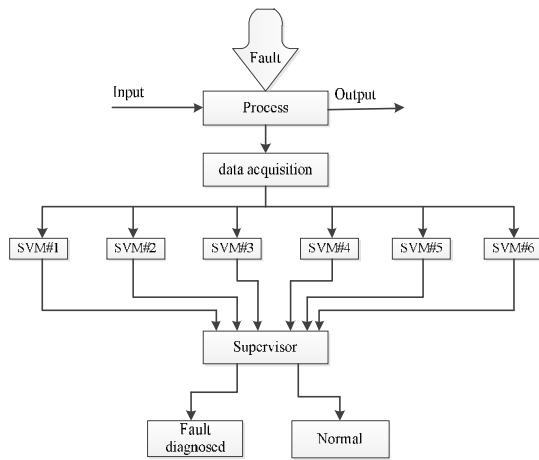 Fault
Input
Output
Process
data acquisition
SVM#1
SVM#2
SVM#3
SVM#4
SVM#5
SVM#6
Supervisor
Fault
diagnosed
Normal